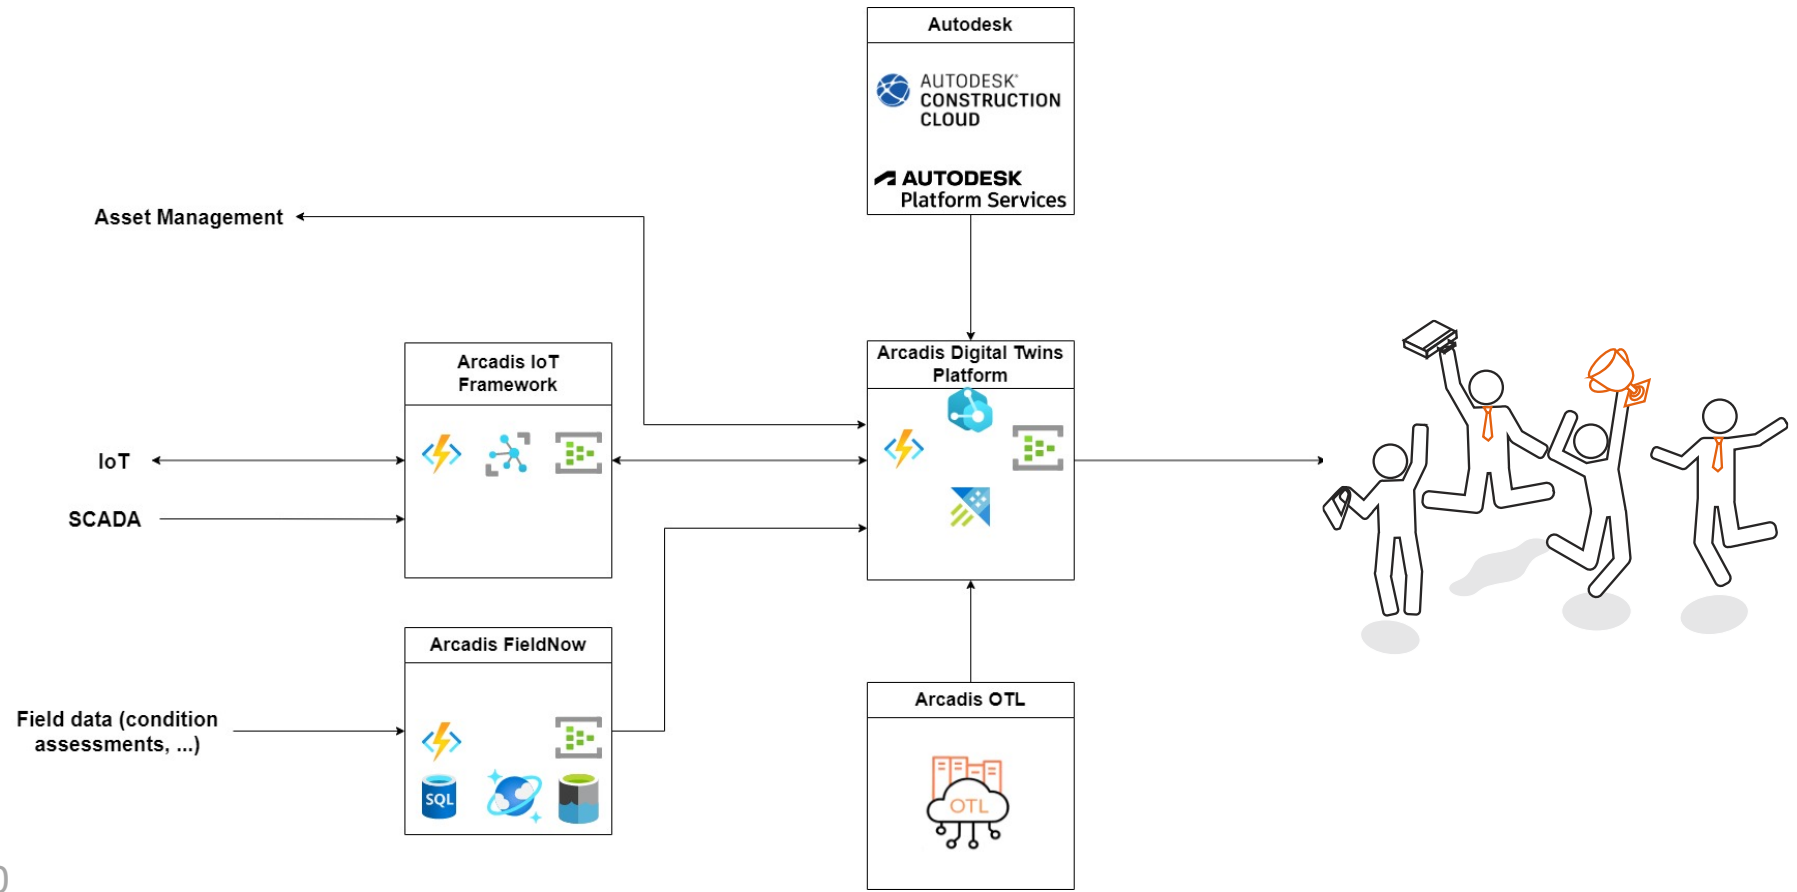 Autodesk
AUTODESK®
CONSTRUCTION
CLOUD
AUTODESK
Platform Services
Asset Management
Arcadis IoT
Framework
Arcadis Digital Twins
Platform
IoT
SCADA
Arcadis FieldNow
Field data (condition
assessments, ...)
SQL
Arcadis OTL
OTL